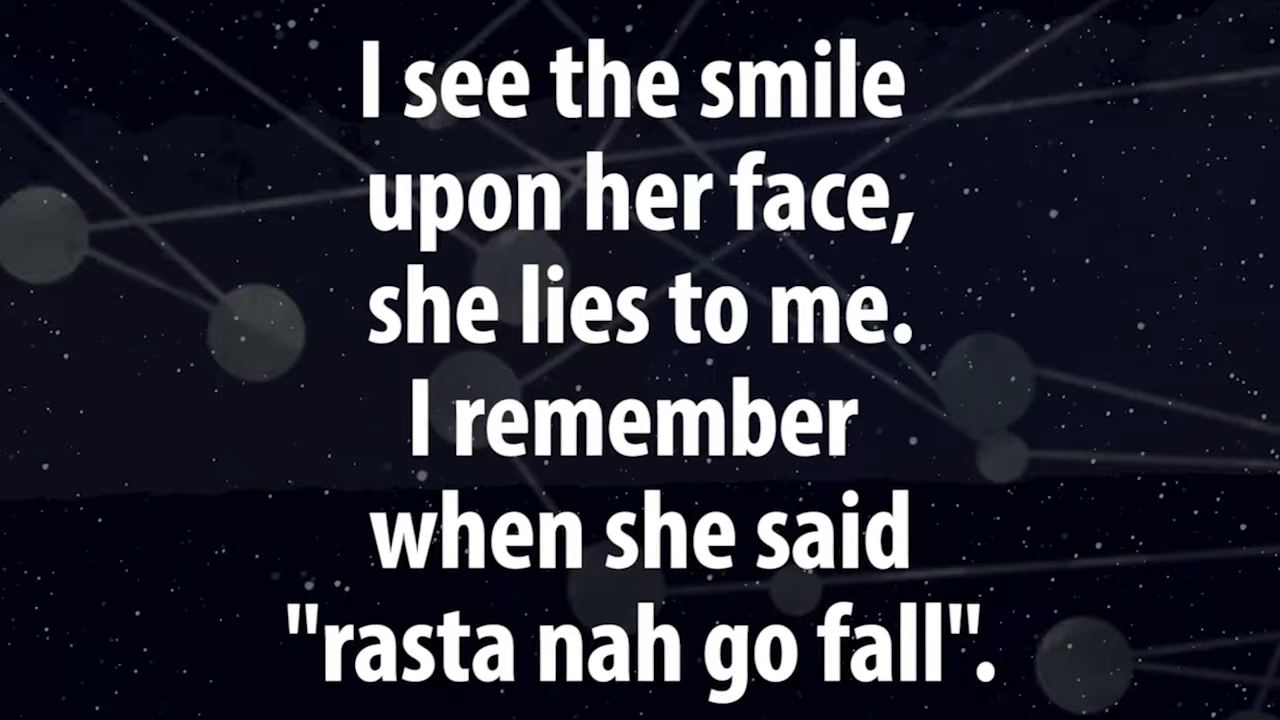 I see the smile
upon her face,
she lies to me.
I remember
when she said
"rasta nah go fall".